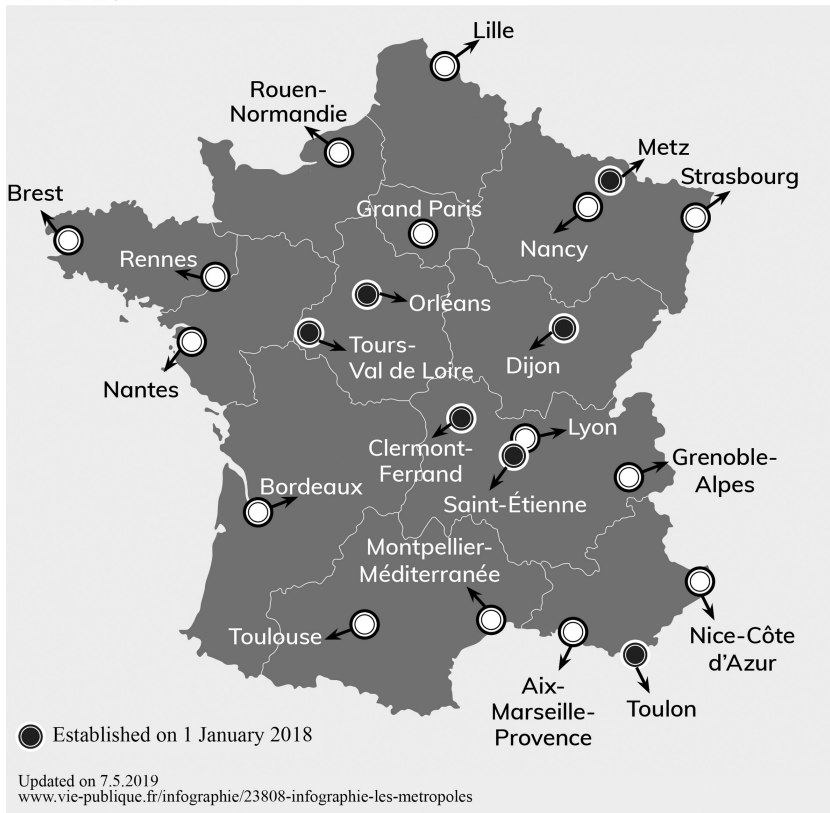 Lille
Rouen-
Normandie
Metz
Strasbourg
Brest
Grand Paris
Nancy
Rennes
Orléans
Tours-
Val de Loire
Dijon
Nantes
Lyon
Clermont-
Ferrand
Grenoble-
Alpes
Bordeaux
Saint-Étienne
Montpellier-
Méditerranée
Toulouse
Nice-Côte
d’Azur
Aix-
Marseille-
Provence
Toulon
Established on 1 January 2018
Updated on 7.5.2019
www.vie-publique.fr/infographie/23808-infographie-les-metropoles